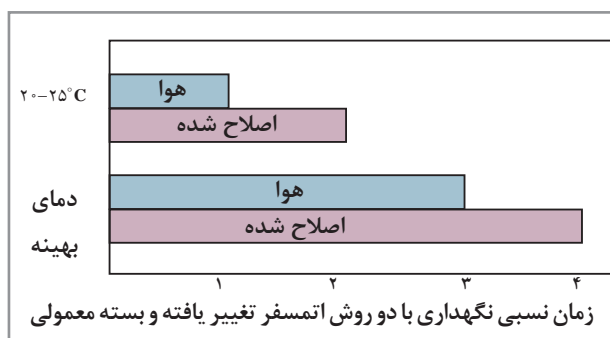 ۲۰–۲۵°C
هوا
اصلاح شده
دمای
بهینه
هوا
اصلاح شده
۱ ۲ ۳ ۴
زمان نسبی نگهداری با دو روش اتمسفر تغییر یافته و بسته معمولی